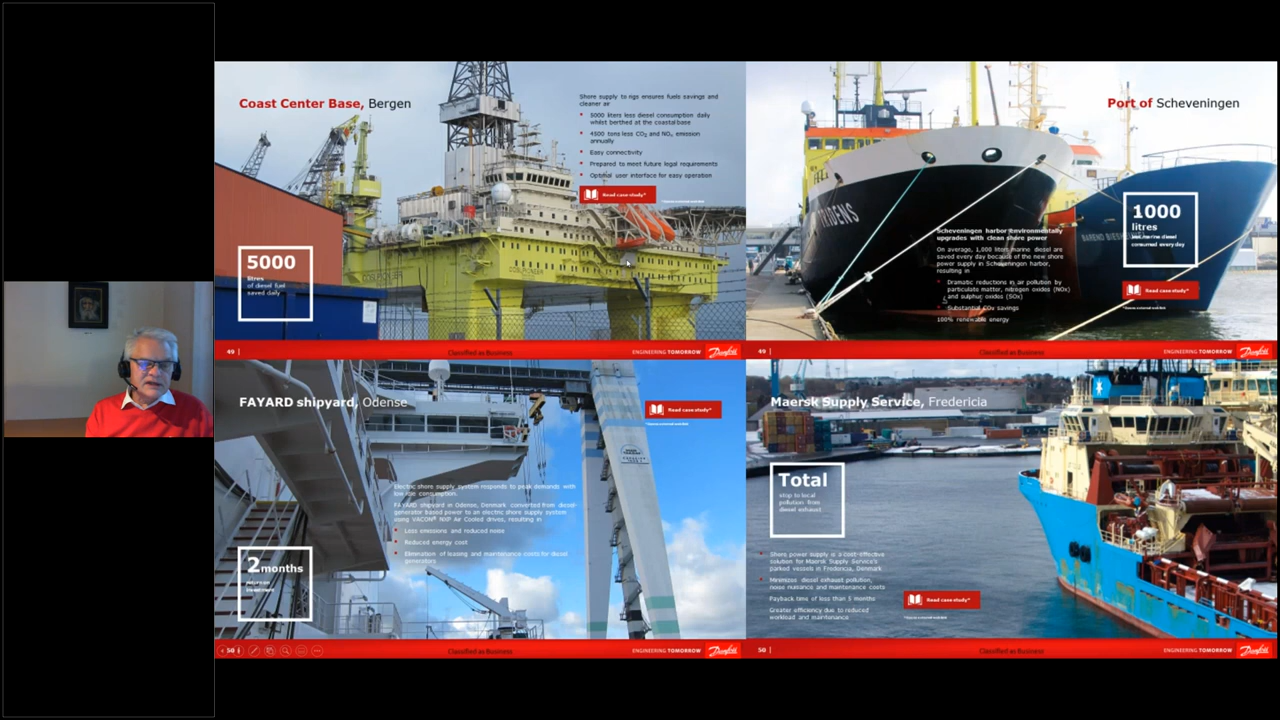 Coast Center Base, Bergen
Shore supply to rigs ensures fuels savings and
cleaner air
5000 liters less diesel consumption daily
whilst berthed at the coastal base
4500 tons less CO2 and NOx emission
annually
Easy connectivity
Prepared to meet future legal requirements
Optimal user interface for easy operation
Read case study*
5000
litres
of diesel fuel
saved daily
49 |
Classified as Business
ENGINEERING TOMORROW
Danfoss
Port of Scheveningen
1000
litres
less marine diesel
consumed every day
Scheveningen harbor environmentally
upgrades with clean shore power
On average, 1,000 liters marine diesel are
saved every day because of the new shore
power supply in Scheveningen harbor,
resulting in
Dramatic reductions in air pollution by
particulate matter, nitrogen oxides (NOx)
and sulphur oxides (SOx)
Substantial CO2 savings
100% renewable energy
Read case study*
49 |
Classified as Business
ENGINEERING TOMORROW
Danfoss
FAYARD shipyard, Odense
Read case study*
Electric shore supply system responds to peak demands with
low idle consumption.
FAYARD shipyard in Odense, Denmark converted from diesel
generator based power to an electric shore supply system
using VACON® NXP Air Cooled drives, resulting in
Less emissions and reduced noise
Reduced energy cost
Elimination of leasing and maintenance costs for diesel
generators
2 months
50
Classified as Business
ENGINEERING TOMORROW
Danfoss
Maersk Supply Service, Fredericia
Total
stop to local
pollution from
diesel exhaust
Shore power supply is a cost-effective
solution for Maersk Supply Service's
parked vessels in Fredericia, Denmark
Minimizes diesel exhaust pollution,
noise nuisance and maintenance costs
Payback time of less than 5 months
Greater efficiency due to reduced
workload and maintenance
Read case study*
50 |
Classified as Business
ENGINEERING TOMORROW
Danfoss